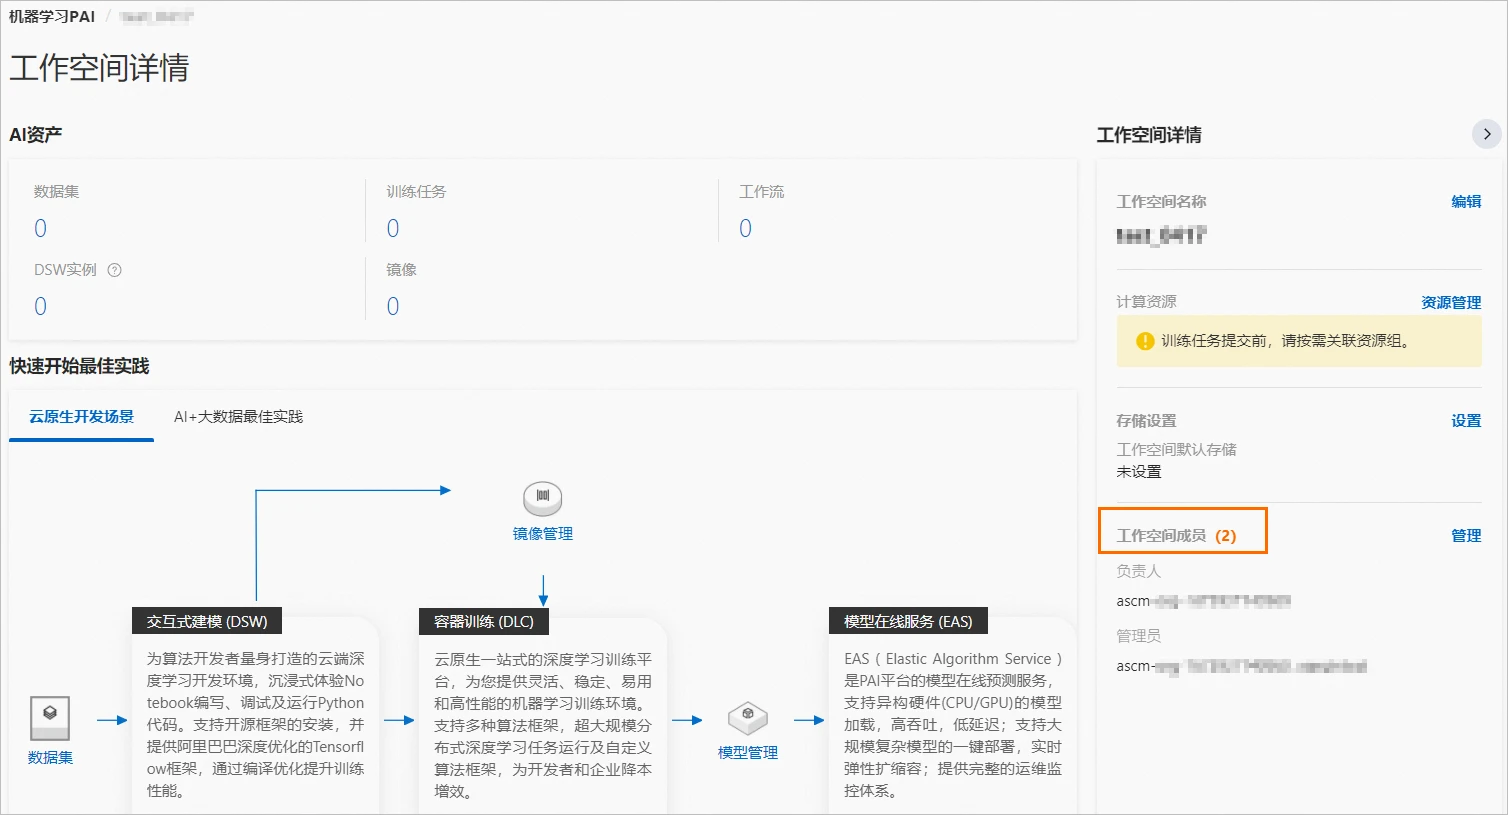 机器学习PAI /
工作空间详情
AI资产
数据集
0
训练任务
0
工作流
0
DSW实例 ?
0
镜像
0
快速开始最佳实践
云原生开发场景
AI+大数据最佳实践
镜像管理
数据集
交互式建模 (DSW)
为算法开发者量身打造的云端深
度学习开发环境，沉浸式体验No
tebook编写、调试及运行Python
代码。支持开源框架的安装，并
提供阿里巴巴深度优化的Tensorfl
ow框架，通过编译优化提升训练
性能。
容器训练 (DLC)
云原生一站式的深度学习训练平
台，为您提供灵活、稳定、易用
和高性能的机器学习训练环境。
支持多种算法框架，超大规模分
布式深度学习任务运行及自定义
算法框架，为开发者和企业降本
增效。
模型管理
模型在线服务 (EAS)
EAS ( Elastic Algorithm Service )
是PAI平台的模型在线预测服务，
支持异构硬件(CPU/GPU)的模型
加载，高吞吐，低延迟；支持大
规模复杂模型的一键部署，实时
弹性扩缩容；提供完整的运维监
控体系。
工作空间详情
工作空间名称
编辑
计算资源
资源管理
训练任务提交前，请按需关联资源组。
存储设置
设置
工作空间默认存储
未设置
工作空间成员 (2)
管理
负责人
ascm-
管理员
ascm-